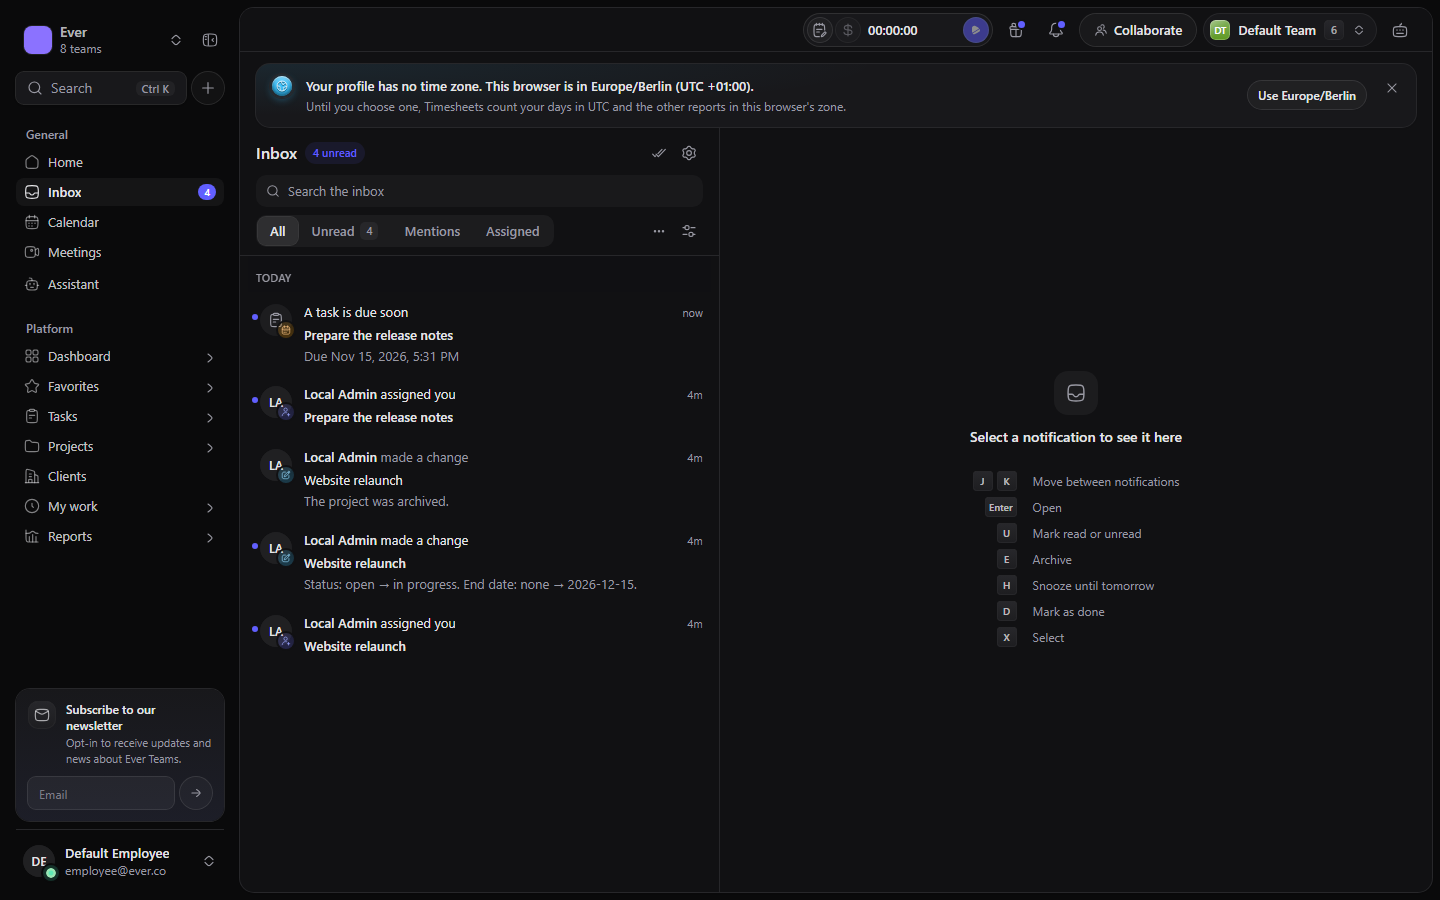 Ever
8 teams
Search Ctrl K
General
Home
Inbox 4
Calendar
Meetings
Assistant
Platform
Dashboard
Favorites
Tasks
Projects
Clients
My work
Reports
Subscribe to our
newsletter
Opt-in to receive updates and
news about Ever Teams.
Email
DE Default Employee
employee@ever.co
00:00:00
Collaborate
DT Default Team 6
Your profile has no time zone. This browser is in Europe/Berlin (UTC +01:00).
Until you choose one, Timesheets count your days in UTC and the other reports in this browser's zone.
Use Europe/Berlin
Inbox 4 unread
Search the inbox
All Unread 4 Mentions Assigned
TODAY
A task is due soon now
Prepare the release notes
Due Nov 15, 2026, 5:31 PM
LA Local Admin assigned you 4m
Prepare the release notes
LA Local Admin made a change 4m
Website relaunch
The project was archived.
LA Local Admin made a change 4m
Website relaunch
Status: open → in progress. End date: none → 2026-12-15.
LA Local Admin assigned you 4m
Website relaunch
Select a notification to see it here
J K Move between notifications
Enter Open
U Mark read or unread
E Archive
H Snooze until tomorrow
D Mark as done
X Select